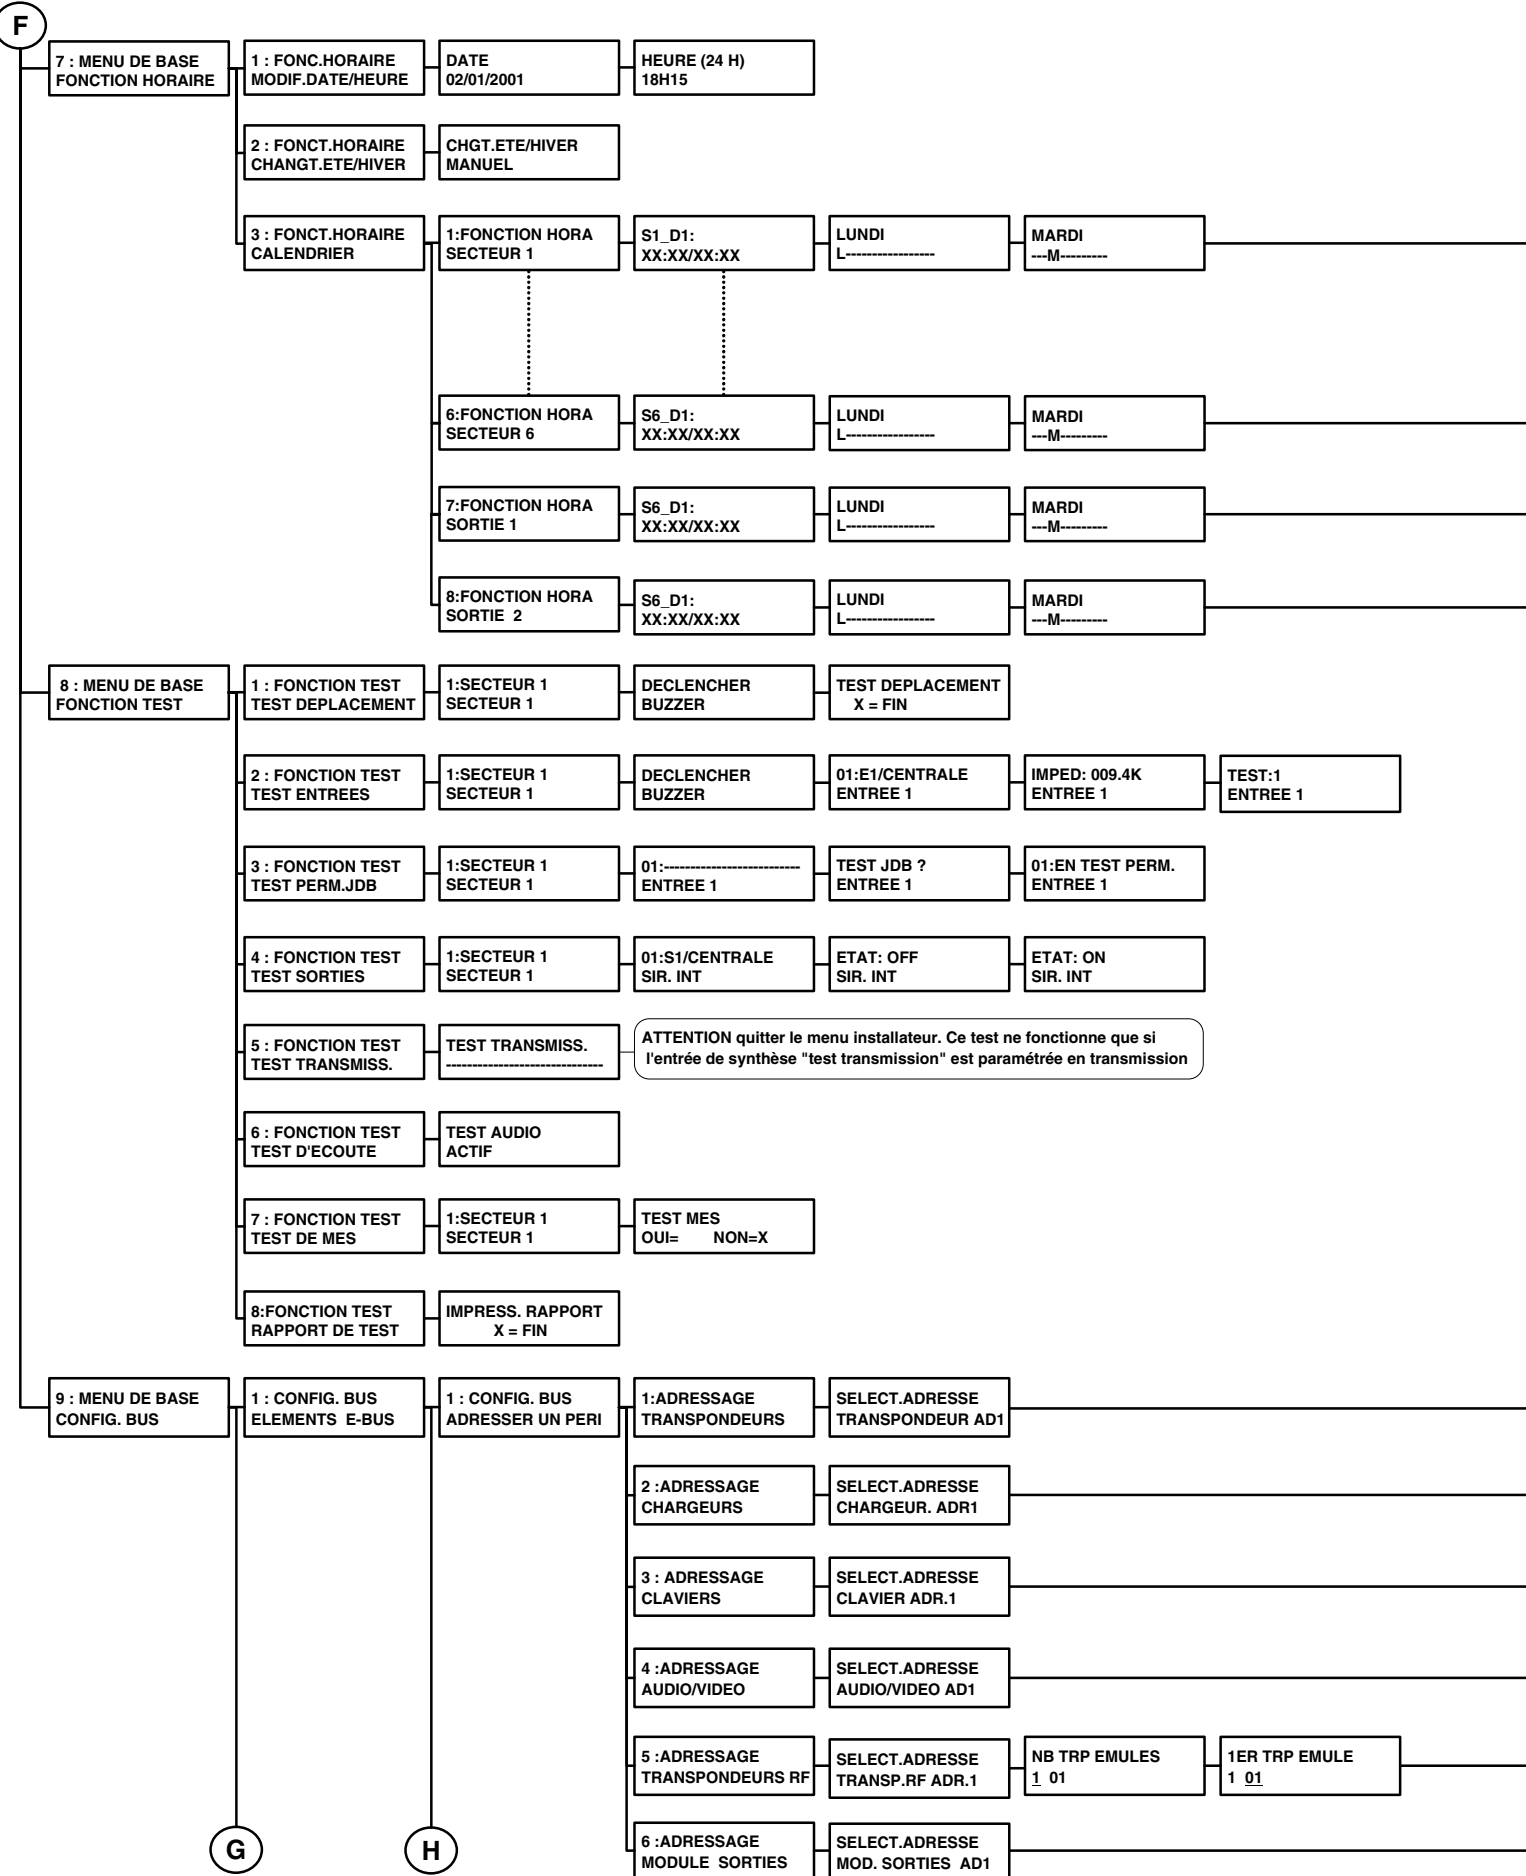 F
7 : MENU DE BASE
FONCTION HORAIRE
1 : FONC.HORAIRE
MODIF.DATE/HEURE
DATE
02/01/2001
HEURE (24 H)
18H15
2 : FONCT.HORAIRE
CHANGT.ETE/HIVER
CHGT.ETE/HIVER
MANUEL
3 : FONCT.HORAIRE
CALENDRIER
1:FONCTION HORA
SECTEUR 1
S1_D1:
XX:XX/XX:XX
LUNDI
L-----------------
MARDI
---M---------
6:FONCTION HORA
SECTEUR 6
S6_D1:
XX:XX/XX:XX
LUNDI
L-----------------
MARDI
---M---------
7:FONCTION HORA
SORTIE 1
S6_D1:
XX:XX/XX:XX
LUNDI
L-----------------
MARDI
---M---------
8:FONCTION HORA
SORTIE  2
S6_D1:
XX:XX/XX:XX
LUNDI
L-----------------
MARDI
---M---------
8 : MENU DE BASE
FONCTION TEST
1 : FONCTION TEST
TEST DEPLACEMENT
1:SECTEUR 1
SECTEUR 1
DECLENCHER
BUZZER
TEST DEPLACEMENT
X = FIN
2 : FONCTION TEST
TEST ENTREES
1:SECTEUR 1
SECTEUR 1
DECLENCHER
BUZZER
01:E1/CENTRALE
ENTREE 1
IMPED: 009.4K
ENTREE 1
TEST:1
ENTREE 1
3 : FONCTION TEST
TEST PERM.JDB
1:SECTEUR 1
SECTEUR 1
01:--------------------------
ENTREE 1
TEST JDB ?
ENTREE 1
01:EN TEST PERM.
ENTREE 1
4 : FONCTION TEST
TEST SORTIES
1:SECTEUR 1
SECTEUR 1
01:S1/CENTRALE
SIR. INT
ETAT: OFF
SIR. INT
ETAT: ON
SIR. INT
5 : FONCTION TEST
TEST TRANSMISS.
TEST TRANSMISS.
------------------------------
ATTENTION quitter le menu installateur. Ce test ne fonctionne que si
l'entrée de synthèse "test transmission" est paramétrée en transmission
6 : FONCTION TEST
TEST D'ECOUTE
TEST AUDIO
ACTIF
7 : FONCTION TEST
TEST DE MES
1:SECTEUR 1
SECTEUR 1
TEST MES
OUI=     NON=X
8:FONCTION TEST
RAPPORT DE TEST
IMPRESS. RAPPORT
X = FIN
9 : MENU DE BASE
CONFIG. BUS
1 : CONFIG. BUS
ELEMENTS  E-BUS
1 : CONFIG. BUS
ADRESSER UN PERI
1:ADRESSAGE
TRANSPONDEURS
SELECT.ADRESSE
TRANSPONDEUR AD1
2 :ADRESSAGE
CHARGEURS
SELECT.ADRESSE
CHARGEUR. ADR1
3 : ADRESSAGE
CLAVIERS
SELECT.ADRESSE
CLAVIER ADR.1
4 :ADRESSAGE
AUDIO/VIDEO
SELECT.ADRESSE
AUDIO/VIDEO AD1
5 :ADRESSAGE
TRANSPONDEURS RF
SELECT.ADRESSE
TRANSP.RF ADR.1
NB TRP EMULES
1  01
1ER TRP EMULE
1  01
6 :ADRESSAGE
MODULE  SORTIES
SELECT.ADRESSE
MOD. SORTIES  AD1
G
H